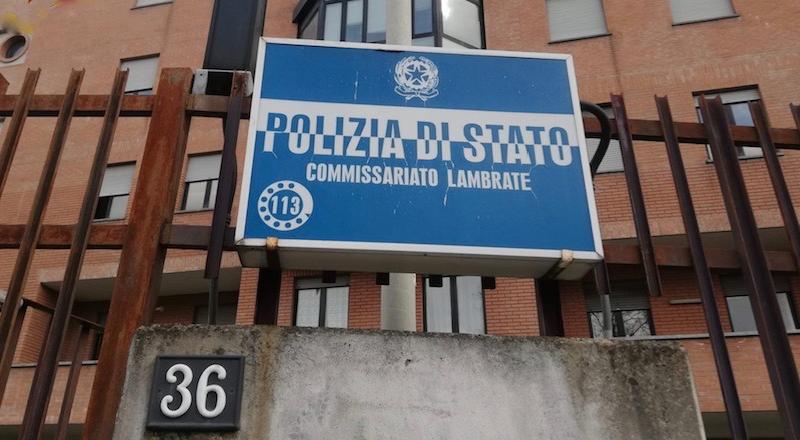 POLIZIA DI STATO
COMMISSARIATO LAMBRATE
113
36